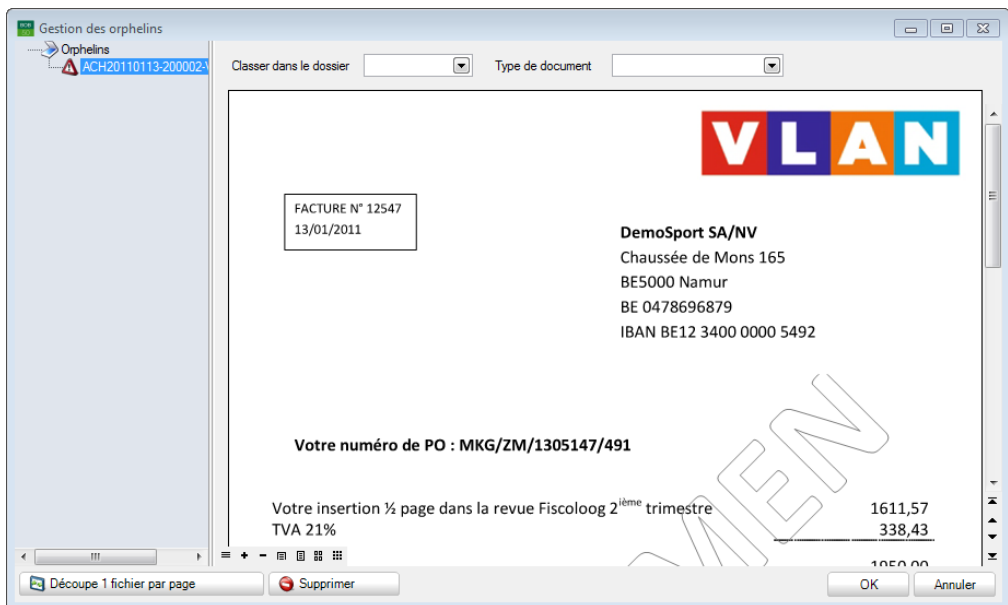 Gestion des orphelins
Orphelins
ACH20110113-200002-
Classer dans le dossier
Type de document
VLAN
FACTURE N° 12547
13/01/2011
DemoSport SA/NV
Chaussée de Mons 165
BE5000 Namur
BE 0478696879
IBAN BE12 3400 0000 5492
Votre numéro de PO : MKG/ZM/1305147/491
Votre insertion ½ page dans la revue Fiscoloog 2ième trimestre 1611,57
TVA 21% 338,43
1950,00
MEN
Découpe 1 fichier par page
Supprimer
OK
Annuler